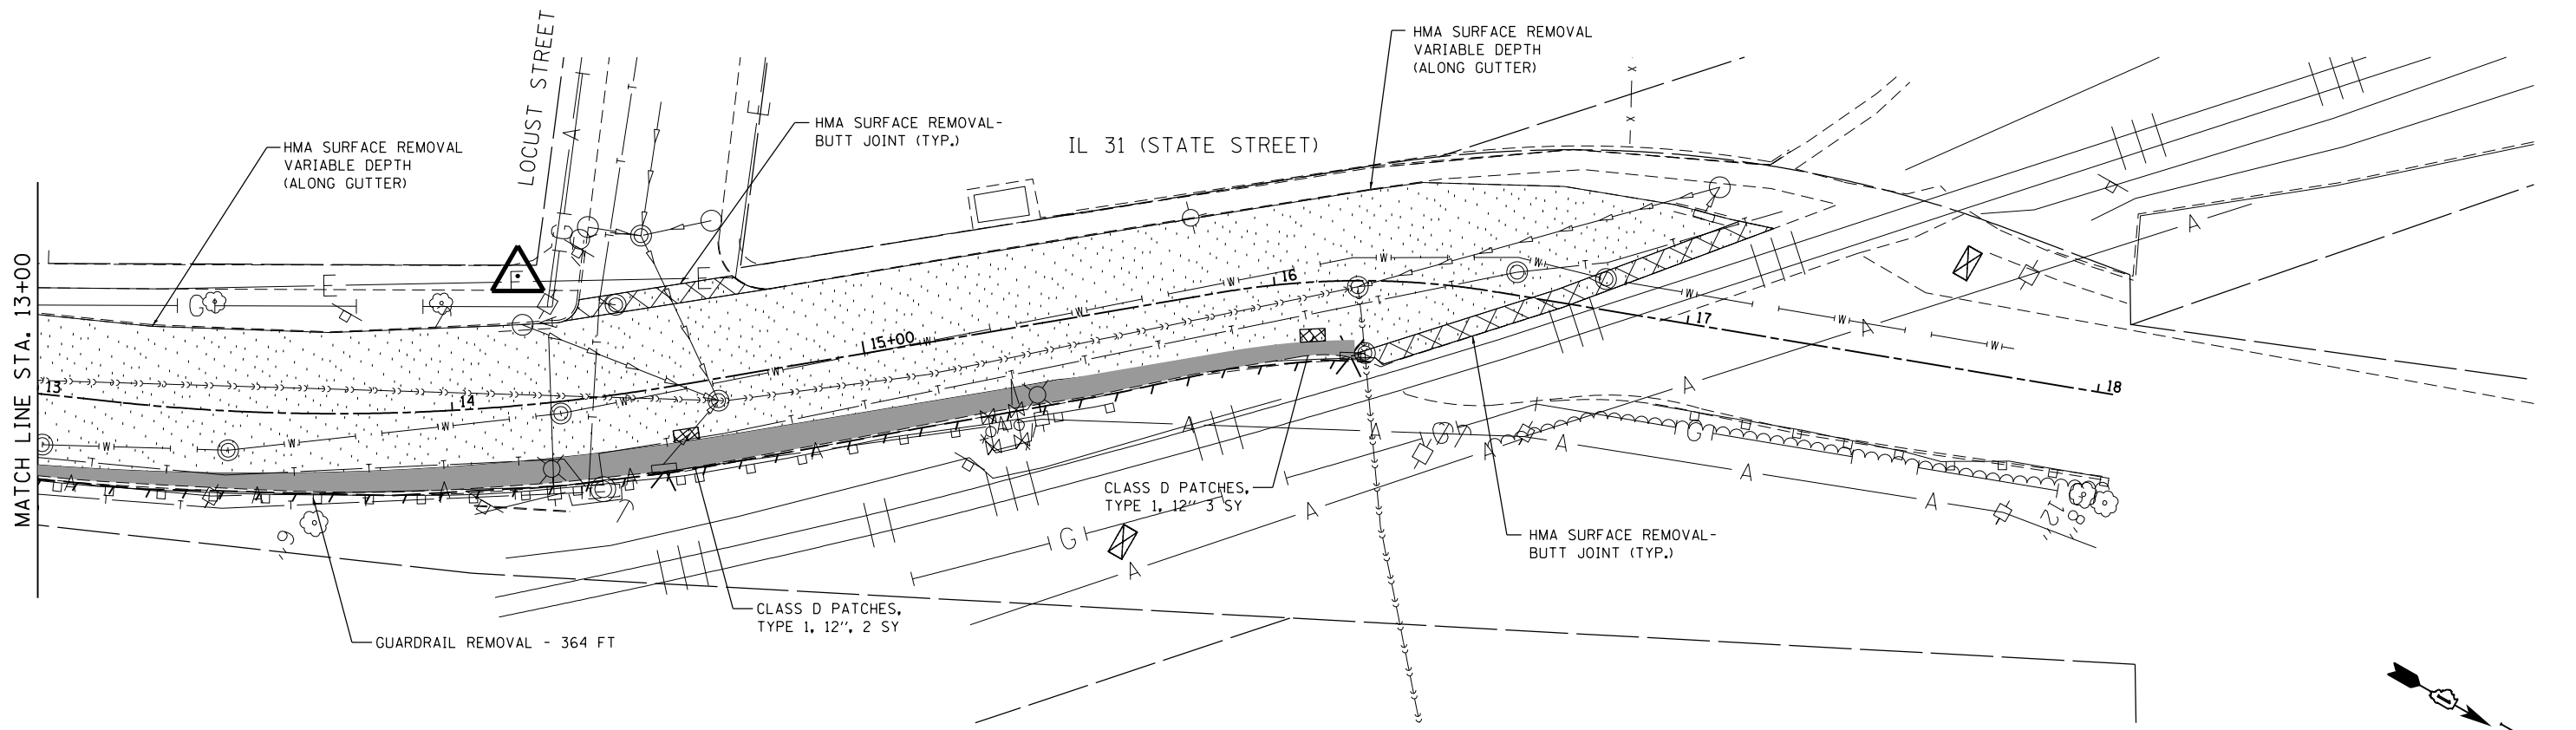 HMA SURFACE REMOVAL
VARIABLE DEPTH
(ALONG GUTTER)
LOCUST STREET
HMA SURFACE REMOVAL-
BUTT JOINT (TYP.)
IL 31 (STATE STREET)
HMA SURFACE REMOVAL
VARIABLE DEPTH
(ALONG GUTTER)
MATCH LINE STA. 13+00
13
14
15+00
16
17
18
E
E
E
G
A
T
T
W
W
W
W
W
W
W
W
W
W
W
W
T
T
T
T
T
A
A
A
A
A
A
A
A
A
A
A
A
A
G
G
6"
12"
8"
CLASS D PATCHES,
TYPE 1, 12" 3 SY
HMA SURFACE REMOVAL-
BUTT JOINT (TYP.)
CLASS D PATCHES,
TYPE 1, 12", 2 SY
GUARDRAIL REMOVAL - 364 FT